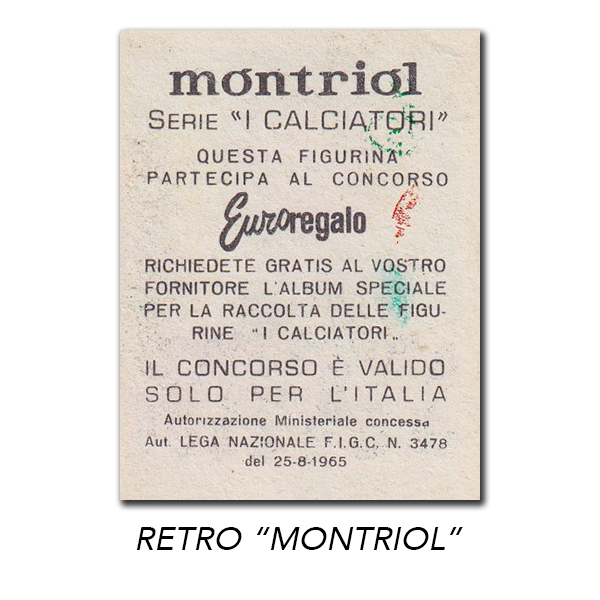 montriol
SERIE "I CALCIATORI"
QUESTA FIGURINA
PARTECIPA AL CONCORSO
Euroregalo
RICHIEDETE GRATIS AL VOSTRO
FORNITORE L'ALBUM SPECIALE
PER LA RACCOLTA DELLE FIGU-
RINE "I CALCIATORI„
IL CONCORSO È VALIDO
SOLO PER L'ITALIA
Autorizzazione Ministeriale concessa
Aut. LEGA NAZIONALE F.I.G.C. N. 3478
del 25-8-1965
RETRO "MONTRIOL"